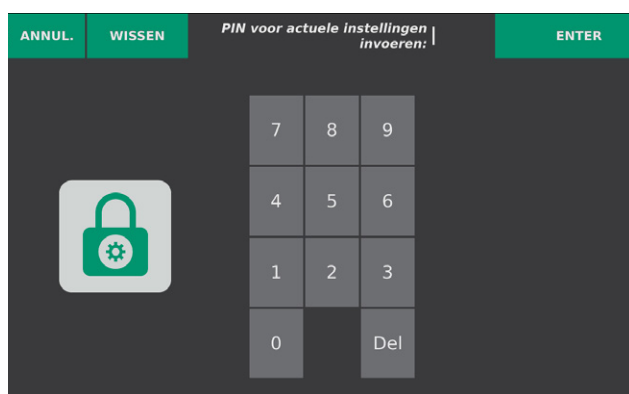 ANNUL.
WISSEN
PIN voor actuele instellingen
invoeren:
ENTER
7 8 9
4 5 6
1 2 3
0 Del